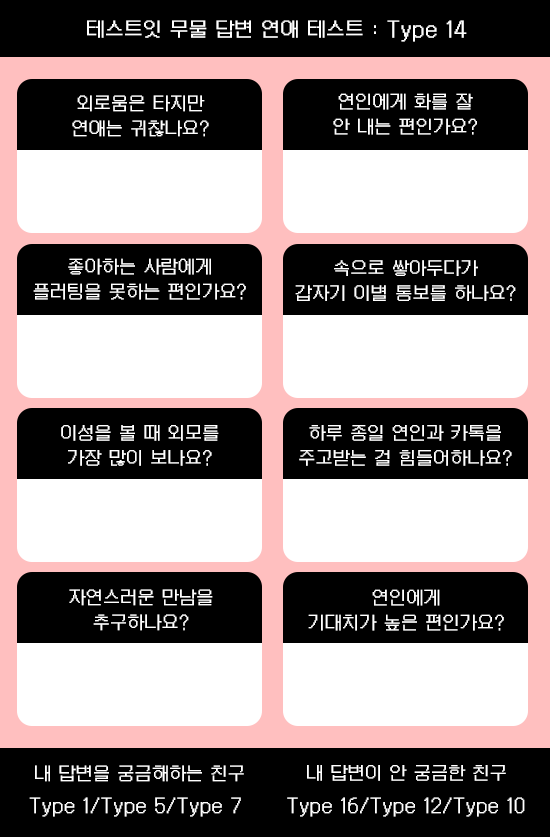 테스트잇 무물 답변 연애 테스트 : Type 14
외로움은 타지만
연애는 귀찮나요?
연인에게 화를 잘
안 내는 편인가요?
좋아하는 사람에게
플러팅을 못하는 편인가요?
속으로 쌓아두다가
갑자기 이별 통보를 하나요?
이성을 볼 때 외모를
가장 많이 보나요?
하루 종일 연인과 카톡을
주고받는 걸 힘들어하나요?
자연스러운 만남을
추구하나요?
연인에게
기대치가 높은 편인가요?
내 답변을 궁금해하는 친구
Type 1/Type 5/Type 7
내 답변이 안 궁금한 친구
Type 16/Type 12/Type 10